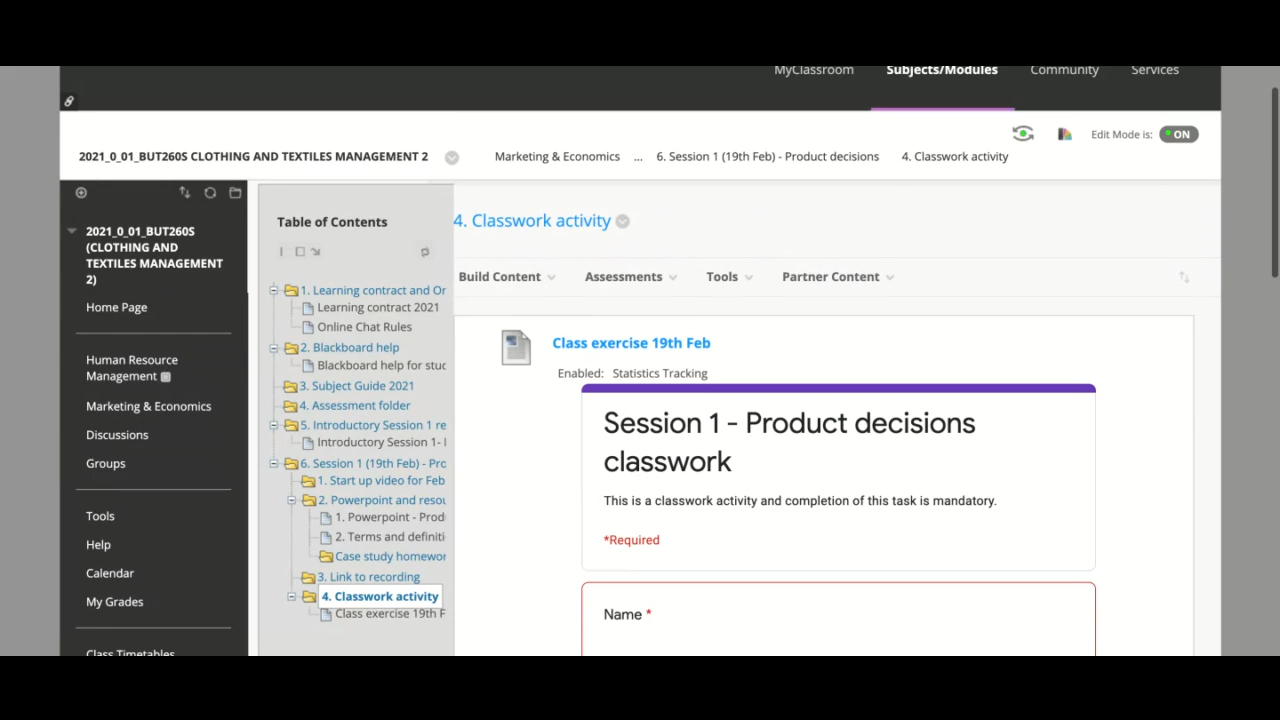 MyClassroom Subjects/Modules Community Services
Edit Mode is: ON
2021_0_01_BUT260S CLOTHING AND TEXTILES MANAGEMENT 2 Marketing & Economics ... 6. Session 1 (19th Feb) - Product decisions 4. Classwork activity
2021_0_01_BUT260S
(CLOTHING AND
TEXTILES MANAGEMENT
2)
Home Page
Human Resource
Management
Marketing & Economics
Discussions
Groups
Tools
Help
Calendar
My Grades
Class Timetables
Table of Contents
1. Learning contract and Or
Learning contract 2021
Online Chat Rules
2. Blackboard help
Blackboard help for stuc
3. Subject Guide 2021
4. Assessment folder
5. Introductory Session 1 re
Introductory Session 1- I
6. Session 1 (19th Feb) - Pro
1. Start up video for Feb
2. Powerpoint and resou
1. Powerpoint - Prod
2. Terms and definiti
Case study homewor
3. Link to recording
4. Classwork activity
Class exercise 19th F
4. Classwork activity
Build Content Assessments Tools Partner Content
Class exercise 19th Feb
Enabled: Statistics Tracking
Session 1 - Product decisions
classwork
This is a classwork activity and completion of this task is mandatory.
*Required
Name *